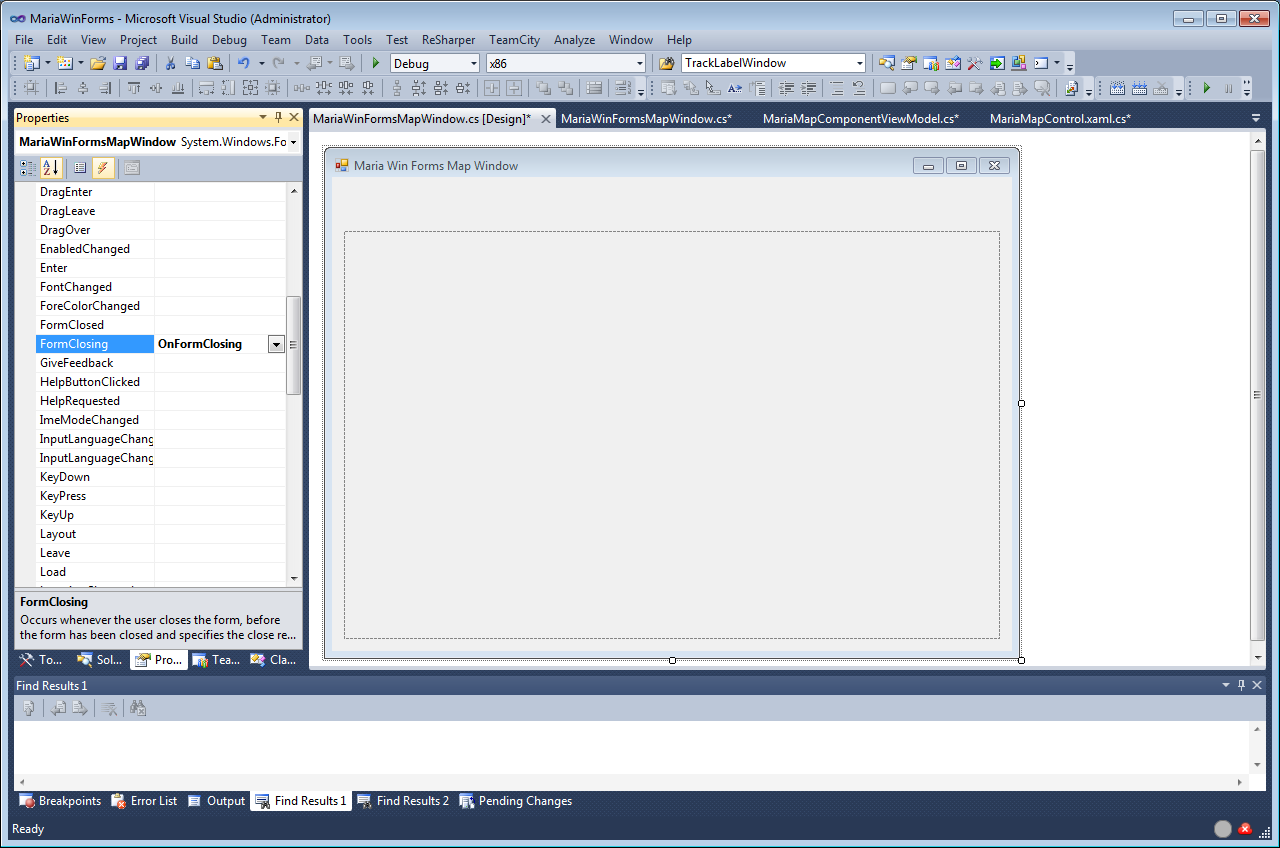 MariaWinForms - Microsoft Visual Studio (Administrator)
File Edit View Project Build Debug Team Data Tools Test ReSharper TeamCity Analyze Window Help
Debug x86 TrackLabelWindow
Properties
MariaWinFormsMapWindow System.Windows.Fo
MariaWinFormsMapWindow.cs [Design]* MariaWinFormsMapWindow.cs* MariaMapComponentViewModel.cs* MariaMapControl.xaml.cs*
Maria Win Forms Map Window
DragEnter
DragLeave
DragOver
EnabledChanged
Enter
FontChanged
ForeColorChanged
FormClosed
FormClosing OnFormClosing
GiveFeedback
HelpButtonClicked
HelpRequested
ImeModeChanged
InputLanguageChang
InputLanguageChang
KeyDown
KeyPress
KeyUp
Layout
Leave
Load
FormClosing
Occurs whenever the user closes the form, before
the form has been closed and specifies the close re...
To... Sol... Pro... Tea... Cla...
Find Results 1
Breakpoints Error List Output Find Results 1 Find Results 2 Pending Changes
Ready